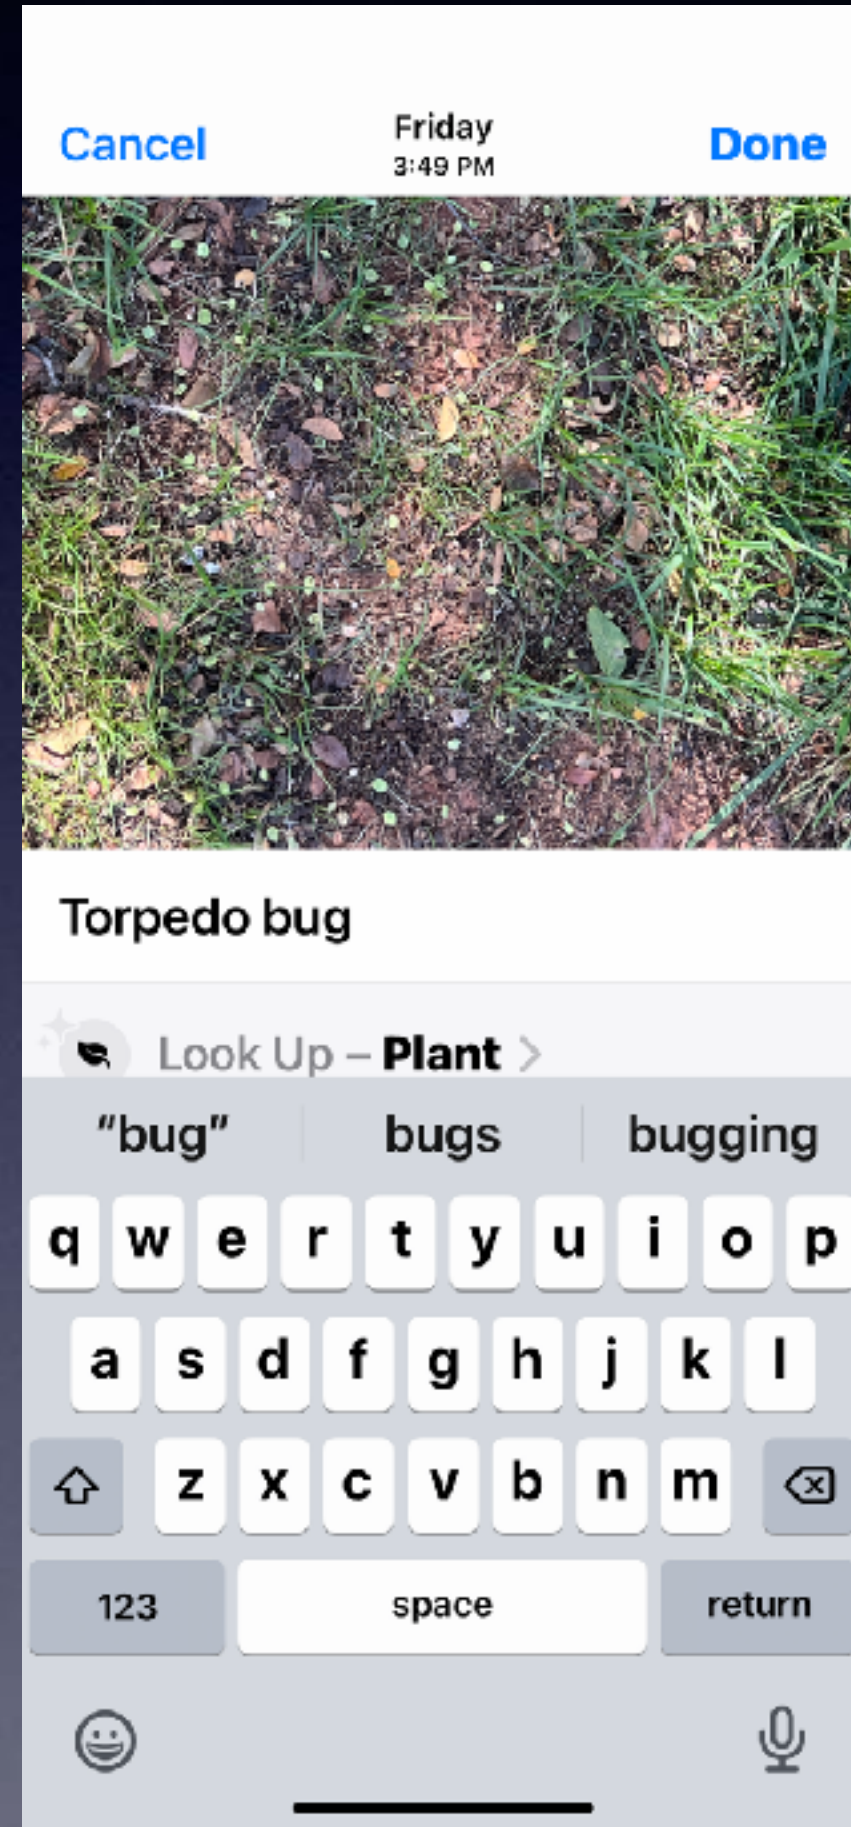 Friday
Cancel
3:49 PM
Done
Torpedo bug
Look Up – Plant >
"bug" bugs bugging
q w e r t y u i o p
a s d f g h j k l
z x c v b n m
123 space return